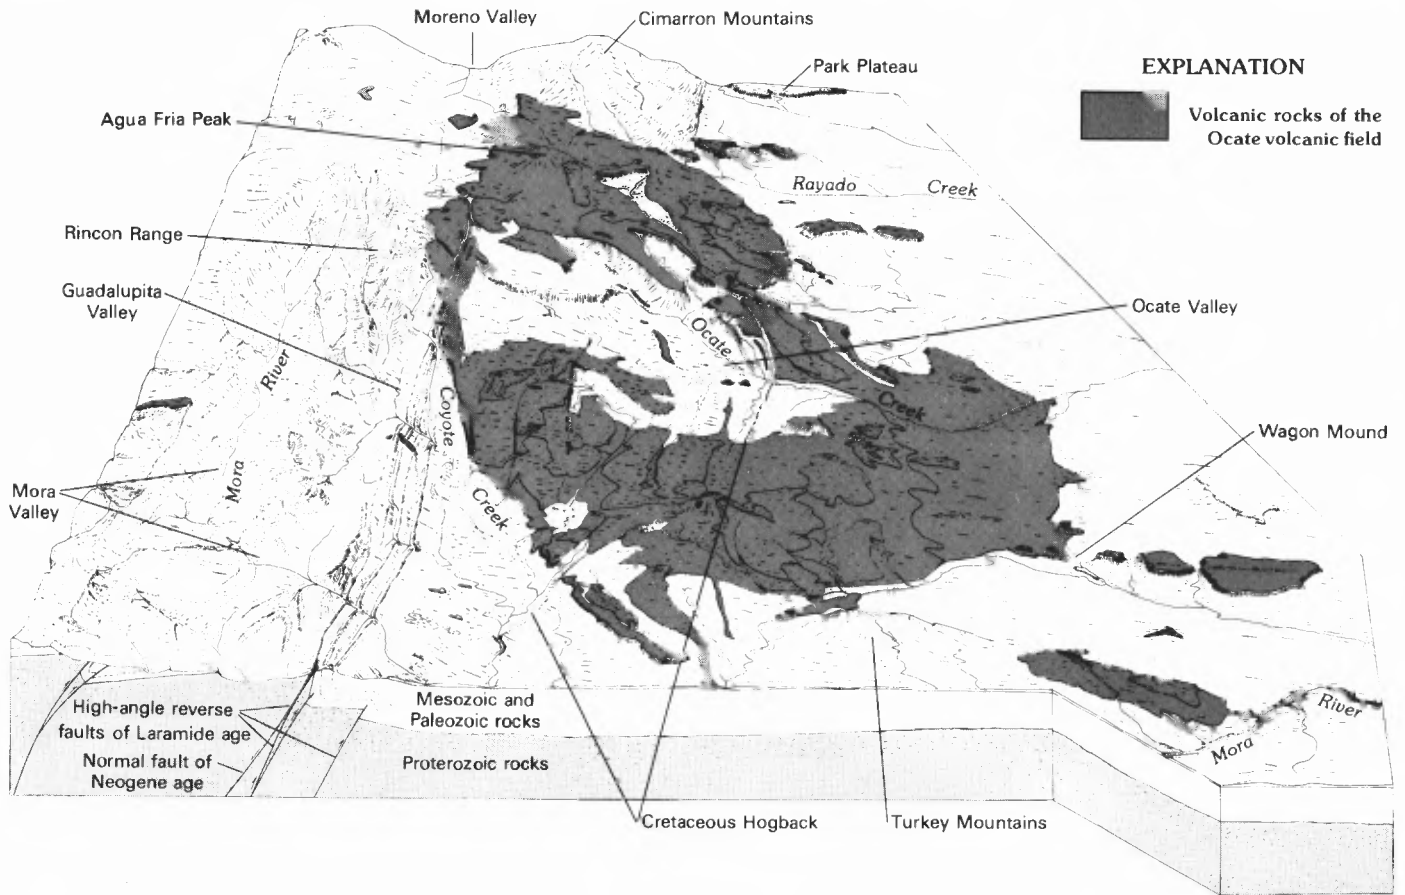 Moreno Valley
Cimarron Mountains
Park Plateau
EXPLANATION
Volcanic rocks of the
Ocate volcanic field
Agua Fria Peak
Rayado Creek
Rincon Range
Guadalupita
Valley
Ocate Valley
Ocate
Creek
River
Mora
Coyote
Creek
Wagon Mound
Mora
Valley
High-angle reverse
faults of Laramide age
Normal fault of
Neogene age
Mesozoic and
Paleozoic rocks
Proterozoic rocks
River
Mora
Cretaceous Hogback
Turkey Mountains